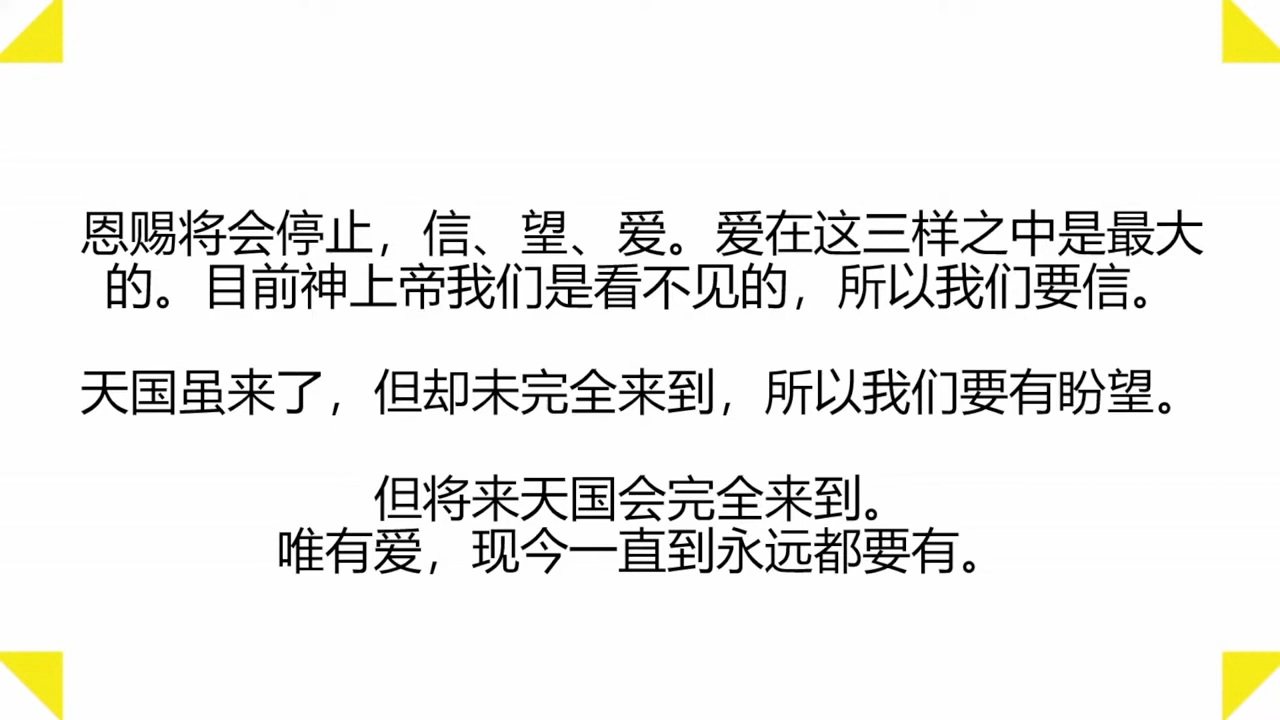 恩赐将会停止，信、望、爱。爱在这三样之中是最大
的。目前神上帝我们是看不见的，所以我们要信。
天国虽来了，但却未完全来到，所以我们要有盼望。
但将来天国会完全来到。
唯有爱，现今一直到永远都要有。